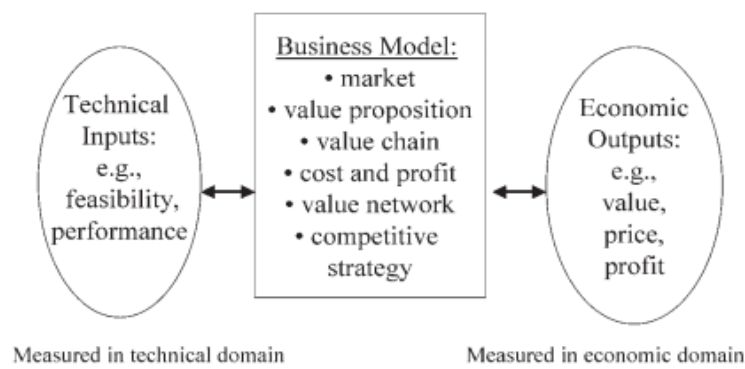 Technical
Inputs:
e.g.,
feasibility,
performance
Business Model:
• market
• value proposition
• value chain
• cost and profit
• value network
• competitive
strategy
Economic
Outputs:
e.g.,
value,
price,
profit
Measured in technical domain
Measured in economic domain